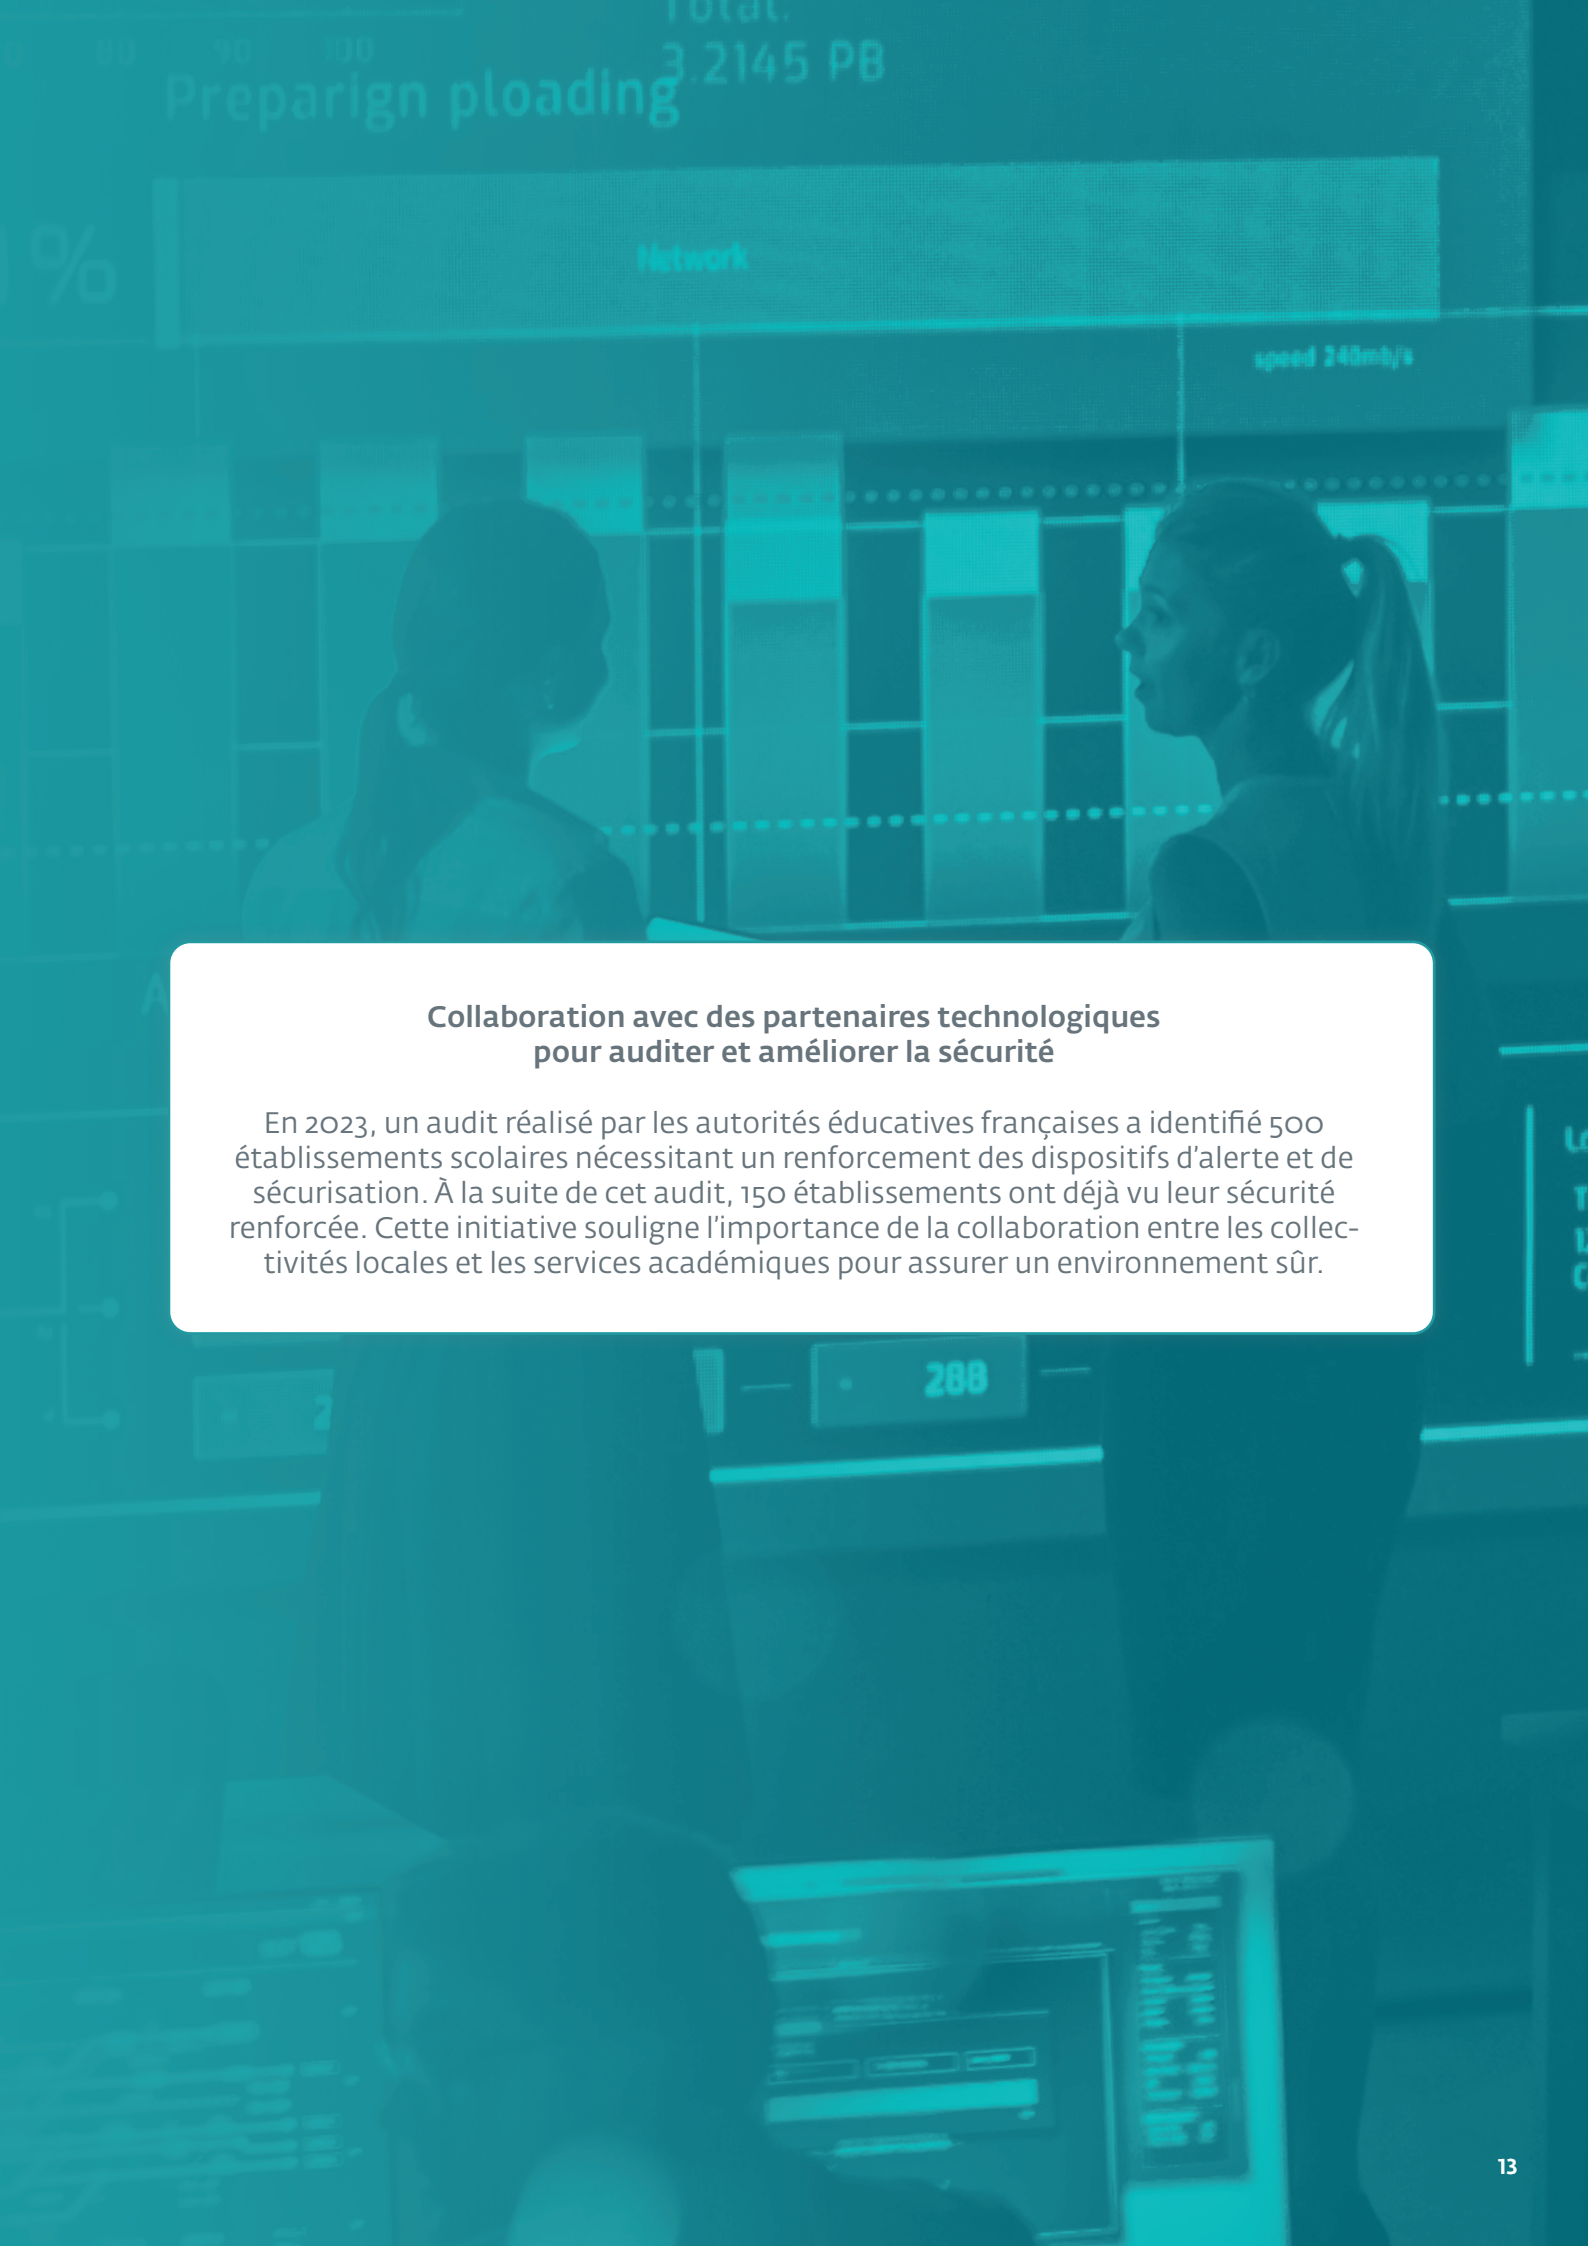 Total:
80 90 100
3.2145 PB
Preparign ploading
%
Network
speed 240mb/s
Collaboration avec des partenaires technologiques
pour auditer et améliorer la sécurité
En 2023, un audit réalisé par les autorités éducatives françaises a identifié 500
établissements scolaires nécessitant un renforcement des dispositifs d’alerte et de
sécurisation. À la suite de cet audit, 150 établissements ont déjà vu leur sécurité
renforcée. Cette initiative souligne l’importance de la collaboration entre les collec-
tivités locales et les services académiques pour assurer un environnement sûr.
288
13